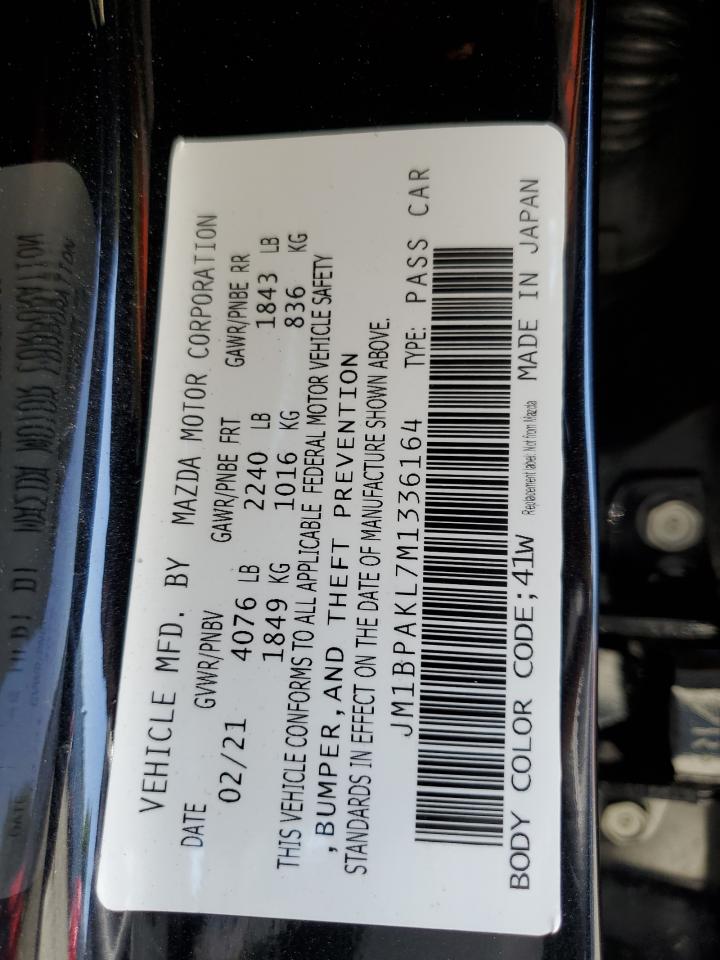 VEHICLE MFD. BY MAZDA MOTOR CORPORATION
DATE GVWR/PNBV GAWR/PNBE FRT GAWR/PNBE RR
02/21 4076 LB 2240 LB 1843 LB
1849 KG 1016 KG 836 KG
THIS VEHICLE CONFORMS TO ALL APPLICABLE FEDERAL MOTOR VEHICLE SAFETY
,BUMPER,AND THEFT PREVENTION
STANDARDS IN EFFECT ON THE DATE OF MANUFACTURE SHOWN ABOVE.
JM1BPAKL7M1336164 TYPE: PASS CAR
BODY COLOR CODE;41W Replacement label. Not from Mazda MADE IN JAPAN